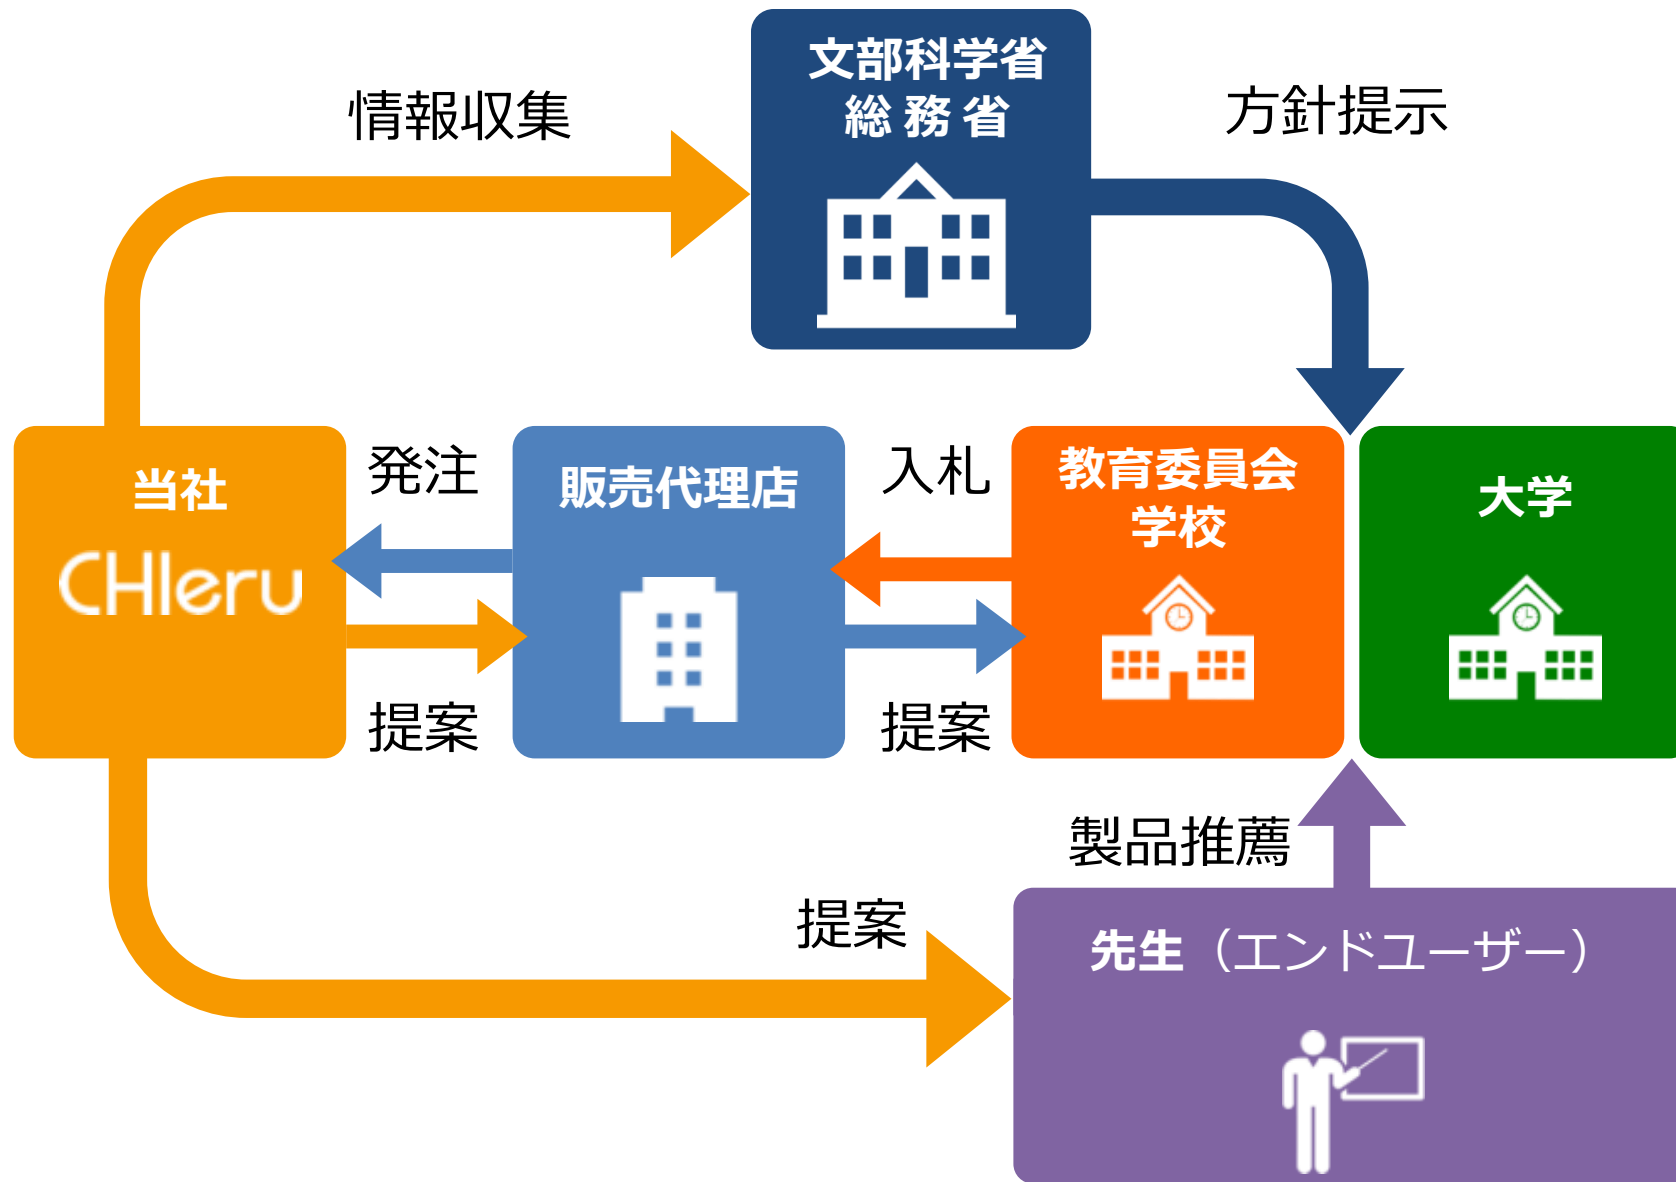 文部科学省
総務省
情報収集
方針提示
当社
CHIeru
発注
提案
販売代理店
入札
提案
教育委員会
学校
大学
製品推薦
提案
先生（エンドユーザー）